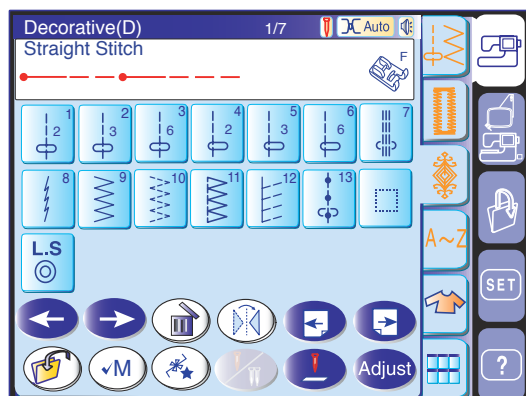 Decorative(D) 1/7 Auto
Straight Stitch
F
1 2 3 4 5 6 7
2 3 6 2 3 6
8 9 10 11 12 13
L.S
A~Z
SET
✓M Adjust ?